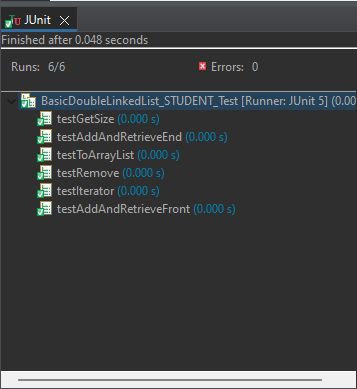 JUnit
Finished after 0.048 seconds
Runs: 6/6 Errors: 0
BasicDoubleLinkedList_STUDENT_Test [Runner: JUnit 5] (0.00
testGetSize (0.000 s)
testAddAndRetrieveEnd (0.000 s)
testToArrayList (0.000 s)
testRemove (0.000 s)
testIterator (0.000 s)
testAddAndRetrieveFront (0.000 s)